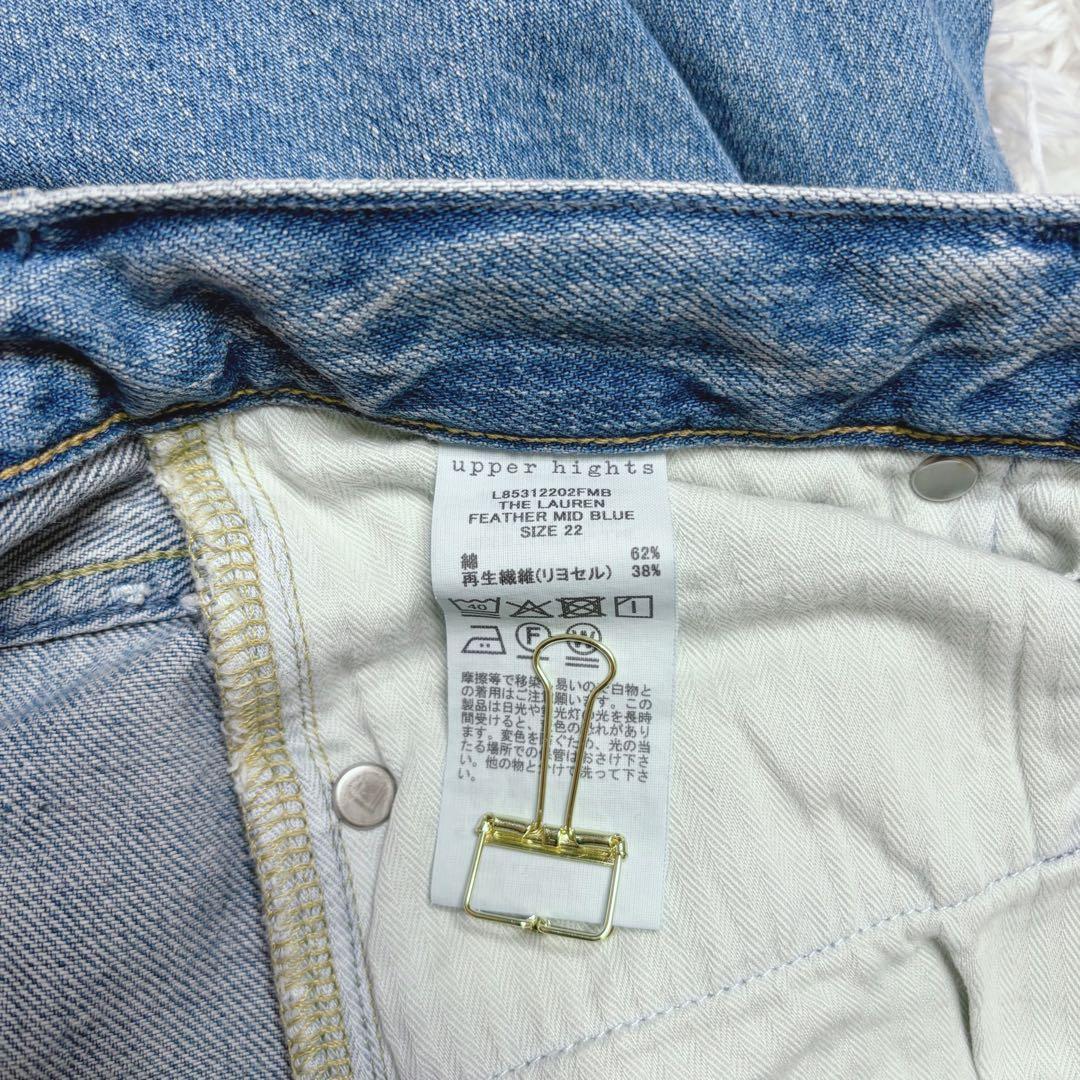 upper hights
L85312202FMB
THE LAUREN
FEATHER MID BLUE
SIZE 22
綿 62%
再生繊維(リヨセル) 38%
40
F W
摩擦等で移染 易いの 白物と
の着用はご注 願います。この
製品は日光や 光灯の光を長時
間受けると、 色の れがあり
ます。変色を ぐため、光の当
たる場所での 管はおさけ下さ
い。他の物と分けて洗って下さ
い。